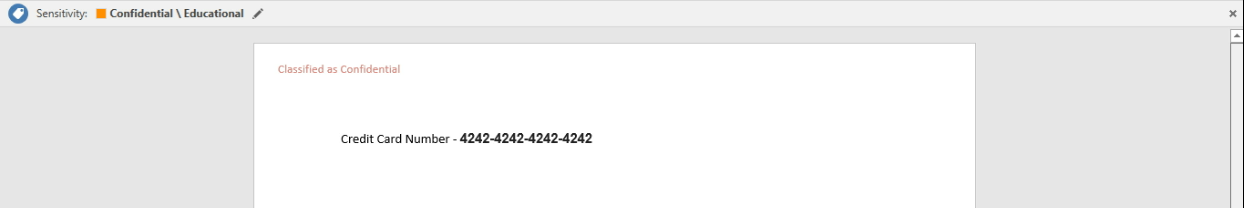 Sensitivity: Confidential \ Educational
Classified as Confidential
Credit Card Number - 4242-4242-4242-4242